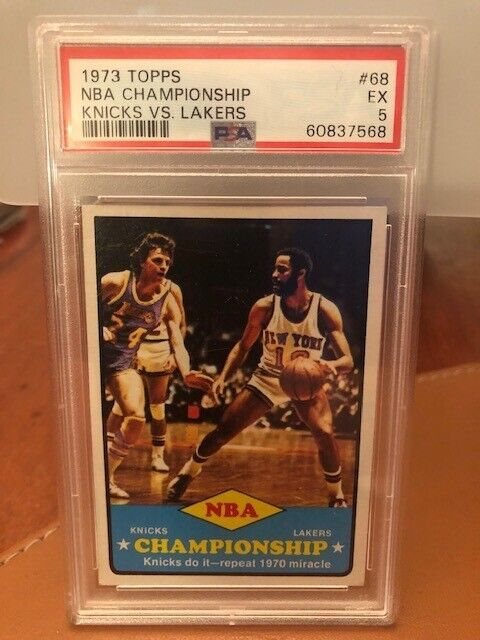 1973 TOPPS #68
NBA CHAMPIONSHIP EX
KNICKS VS. LAKERS 5
PSA 60837568
NEW YORK
NBA
KNICKS LAKERS
CHAMPIONSHIP
Knicks do it—repeat 1970 miracle